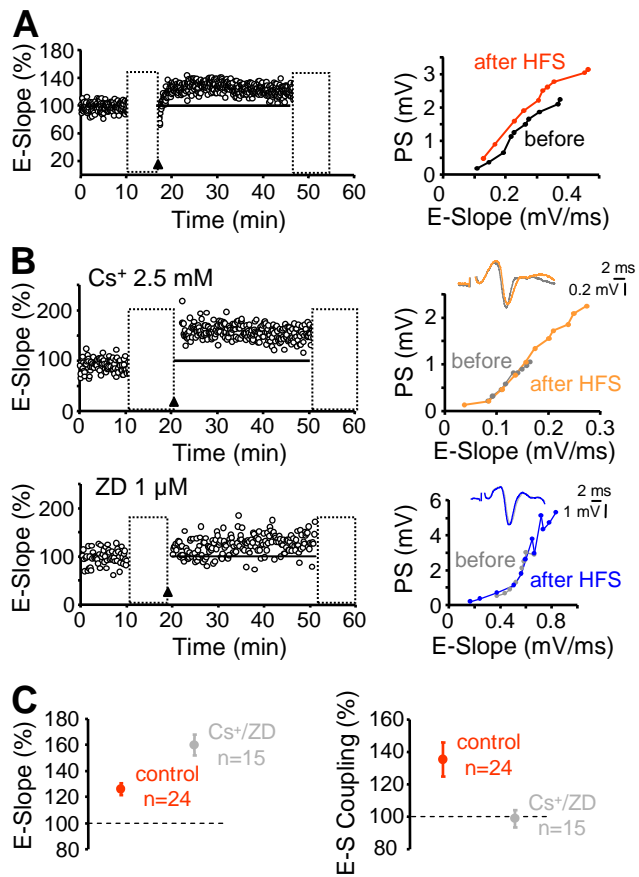 A
E-Slope (%)
140
120
100
80
60
20
0 10 20 30 40 50 60
Time (min)
PS (mV)
3
2
1
0
after HFS
before
0 0.2 0.4
E-Slope (mV/ms)
B
Cs⁺ 2.5 mM
E-Slope (%)
200
100
0
0 10 20 30 40 50 60
Time (min)
2 ms
0.2 mV
PS (mV)
2
1
0
before
after HFS
0 0.1 0.2 0.3
E-Slope (mV/ms)
ZD 1 µM
E-Slope (%)
200
100
0
0 10 20 30 40 50 60
Time (min)
2 ms
1 mV
PS (mV)
6
4
2
0
before
after HFS
0 0.4 0.8
E-Slope (mV/ms)
C
E-Slope (%)
180
160
140
120
100
80
Cs⁺/ZD
n=15
control
n=24
E-S Coupling (%)
160
140
120
100
80
control
n=24
Cs⁺/ZD
n=15